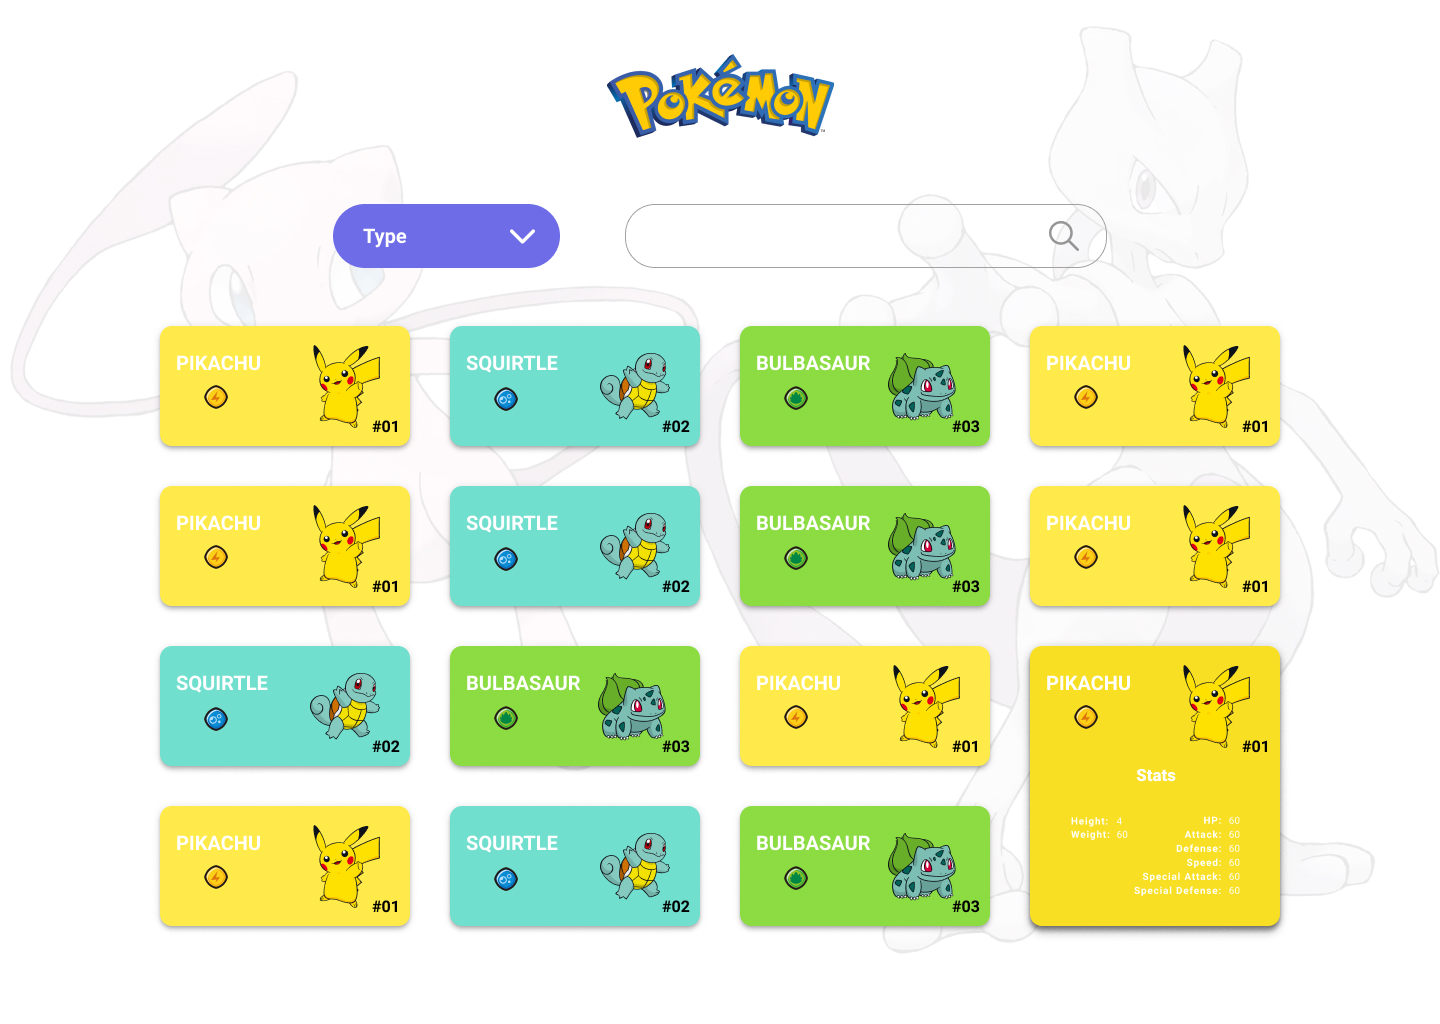 POKéMON
TM
Type
PIKACHU
#01
SQUIRTLE
#02
BULBASAUR
#03
PIKACHU
#01
PIKACHU
#01
SQUIRTLE
#02
BULBASAUR
#03
PIKACHU
#01
SQUIRTLE
#02
BULBASAUR
#03
PIKACHU
#01
PIKACHU
#01
Stats
Height: 4
Weight: 60
HP: 60
Attack: 60
Defense: 60
Speed: 60
Special Attack: 60
Special Defense: 60
PIKACHU
#01
SQUIRTLE
#02
BULBASAUR
#03